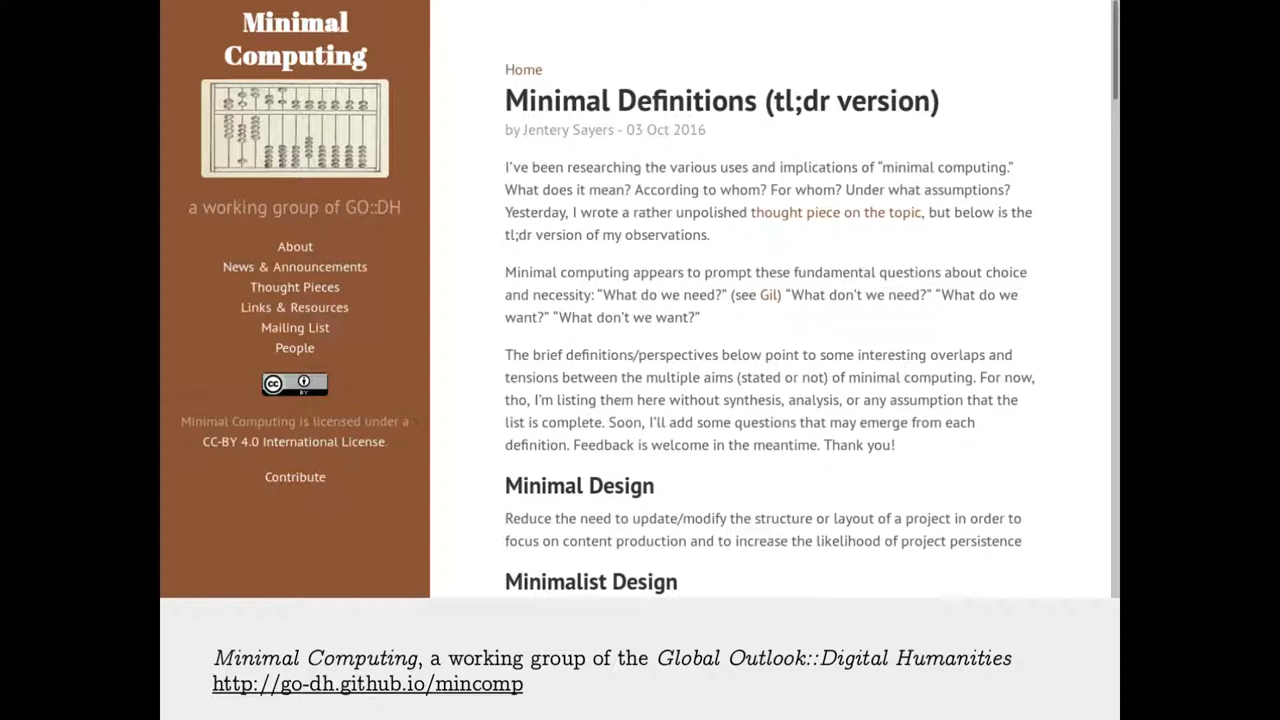 Minimal
Computing
a working group of GO::DH
About
News & Announcements
Thought Pieces
Links & Resources
Mailing List
People
cc
BY
Minimal Computing is licensed under a
CC-BY 4.0 International License.
Contribute
Home
Minimal Definitions (tl;dr version)
by Jentery Sayers - 03 Oct 2016
I've been researching the various uses and implications of “minimal computing.”
What does it mean? According to whom? For whom? Under what assumptions?
Yesterday, I wrote a rather unpolished thought piece on the topic, but below is the
tl;dr version of my observations.
Minimal computing appears to prompt these fundamental questions about choice
and necessity: “What do we need?” (see Gil) “What don't we need?” “What do we
want?” “What don't we want?”
The brief definitions/perspectives below point to some interesting overlaps and
tensions between the multiple aims (stated or not) of minimal computing. For now,
tho, I'm listing them here without synthesis, analysis, or any assumption that the
list is complete. Soon, I'll add some questions that may emerge from each
definition. Feedback is welcome in the meantime. Thank you!
Minimal Design
Reduce the need to update/modify the structure or layout of a project in order to
focus on content production and to increase the likelihood of project persistence
Minimalist Design
Minimal Computing, a working group of the Global Outlook::Digital Humanities
http://go-dh.github.io/mincomp